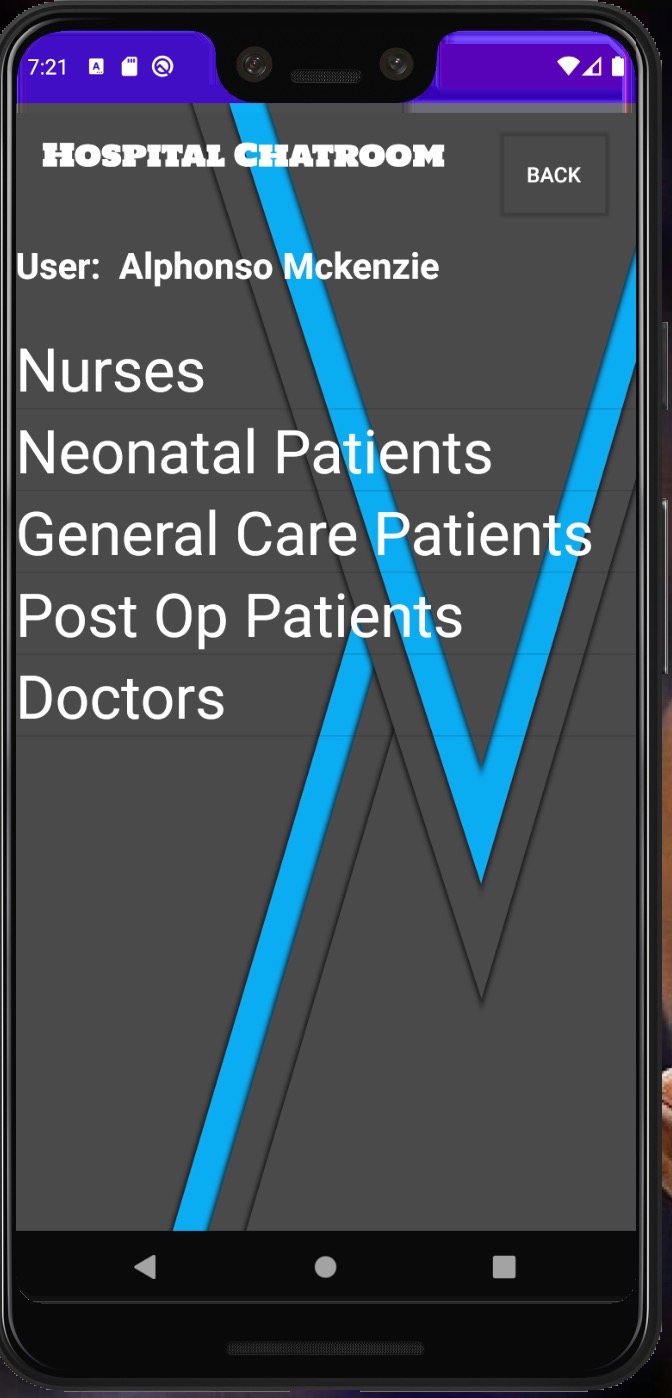 7:21
Hospital Chatroom
BACK
User: Alphonso Mckenzie
Nurses
Neonatal Patients
General Care Patients
Post Op Patients
Doctors